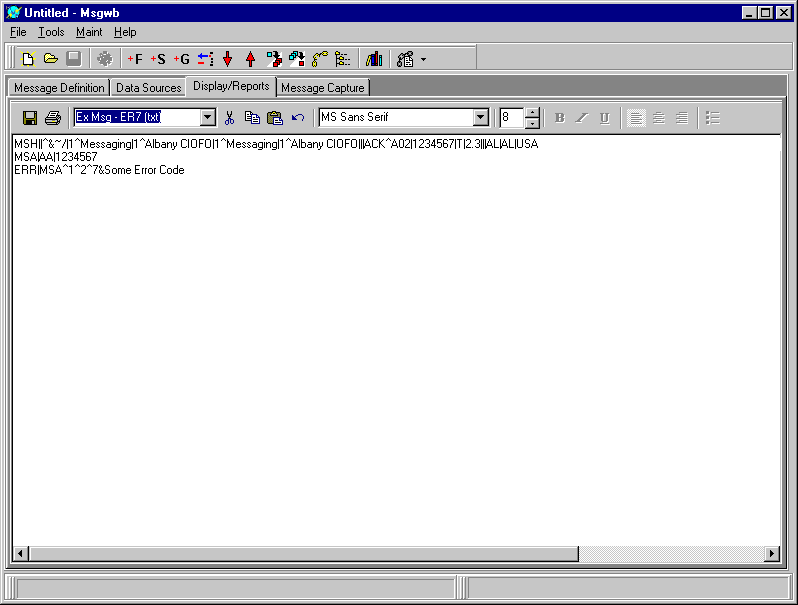 Untitled - Msgwb
File Tools Maint Help
+F +S +G
Message Definition Data Sources Display/Reports Message Capture
Ex Msg - ER7 (txt) MS Sans Serif 8 B I U
MSH||^&~/|1^Messaging|1^Albany CIOFO|1^Messaging|1^Albany CIOFO|||ACK^A02|1234567|T|2.3|||AL|AL|USA
MSA|AA|1234567
ERR|MSA^1^2^7&Some Error Code